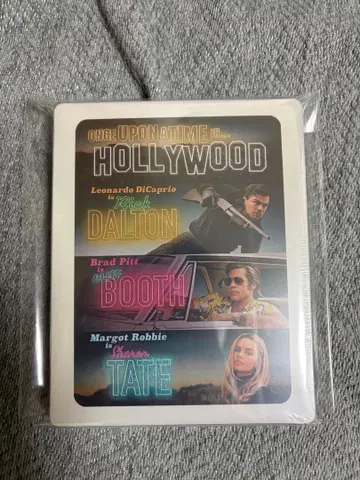 ONCE UPON A TIME in...
HOLLYWOOD
Leonardo DiCaprio
is Rick
DALTON
Brad Pitt
is CLIFF
BOOTH
Margot Robbie
is Sharon
TATE